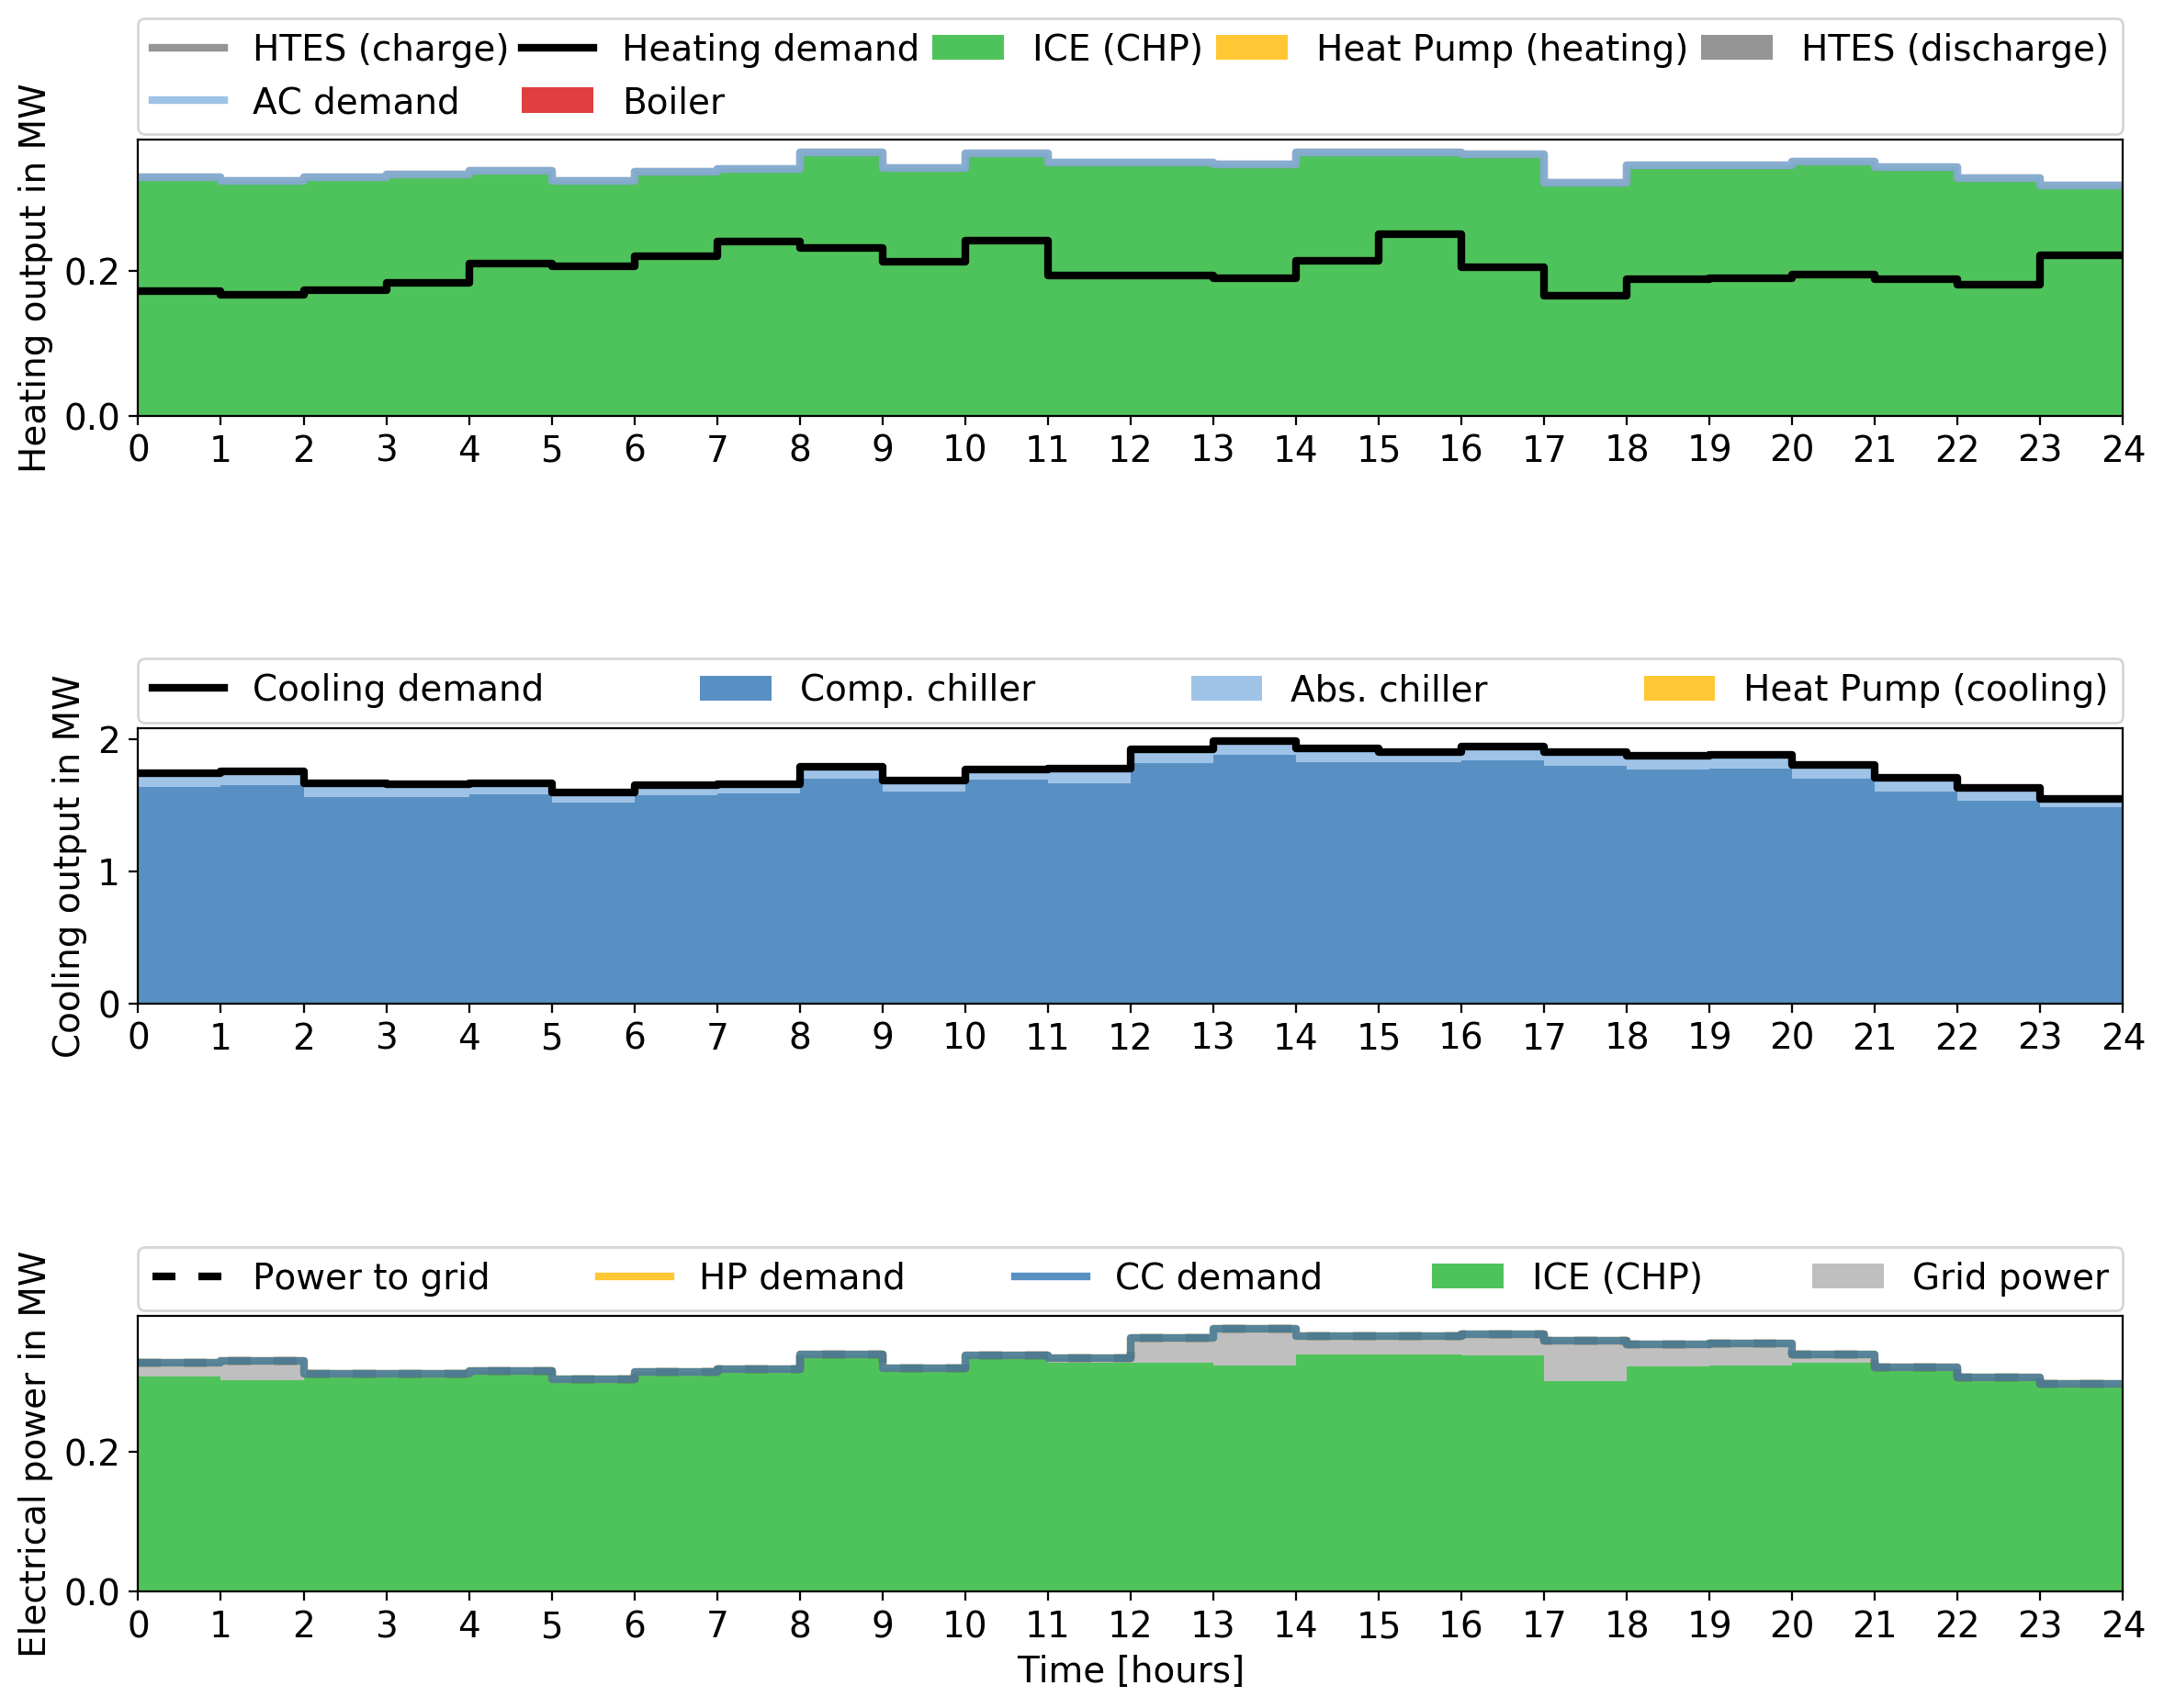 HTES (charge) Heating demand ICE (CHP) Heat Pump (heating) HTES (discharge)
AC demand Boiler
Heating output in MW
0.2
0.0
0 1 2 3 4 5 6 7 8 9 10 11 12 13 14 15 16 17 18 19 20 21 22 23 24
Cooling demand Comp. chiller Abs. chiller Heat Pump (cooling)
Cooling output in MW
2
1
0
0 1 2 3 4 5 6 7 8 9 10 11 12 13 14 15 16 17 18 19 20 21 22 23 24
Power to grid HP demand CC demand ICE (CHP) Grid power
Electrical power in MW
0.2
0.0
0 1 2 3 4 5 6 7 8 9 10 11 12 13 14 15 16 17 18 19 20 21 22 23 24
Time [hours]